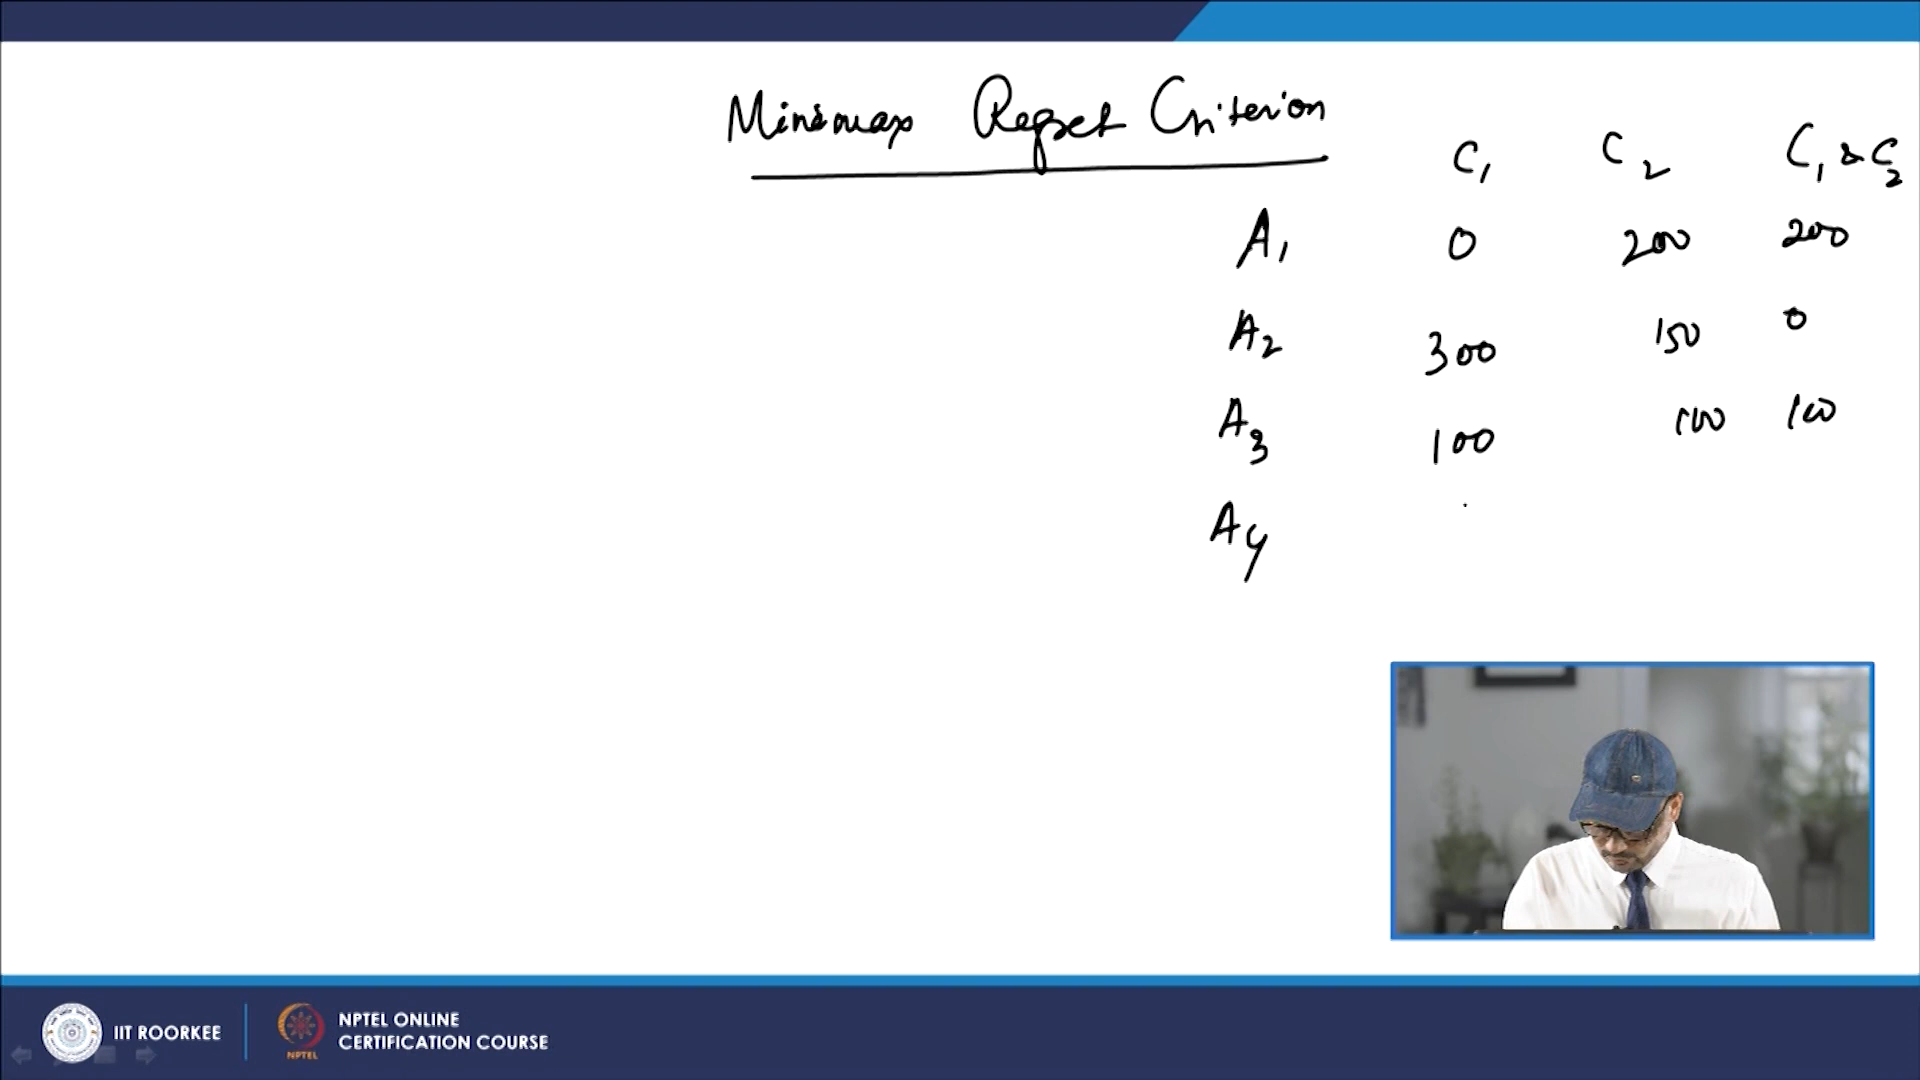 Minimax Regret Criterion
C1 C2 C1 & C2
A1 0 200 200
A2 300 150 0
A3 100 100 100
A4
IIT ROORKEE
NPTEL
NPTEL ONLINE
CERTIFICATION COURSE